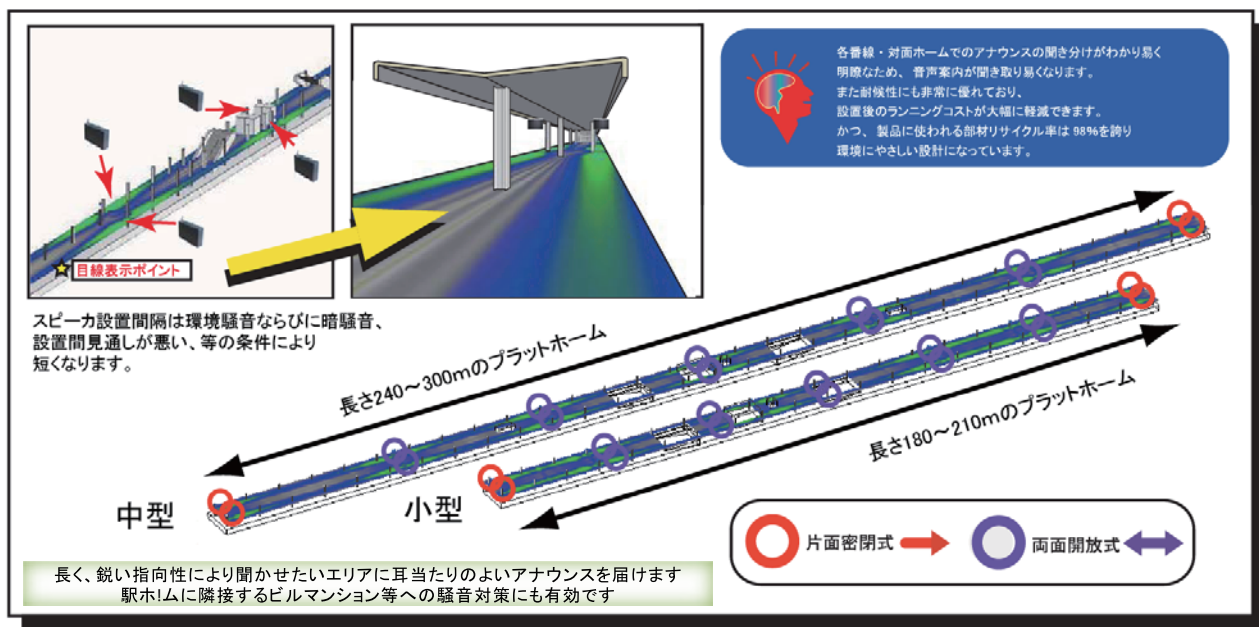 各番線・対面ホームでのアナウンスの聞き分けがわかり易く
明瞭なため、音声案内が聞き取り易くなります。
また耐候性にも非常に優れており、
設置後のランニングコストが大幅に軽減できます。
かつ、製品に使われる部材リサイクル率は98%を誇り
環境にやさしい設計になっています。
目線表示ポイント
スピーカ設置間隔は環境騒音ならびに暗騒音、
設置間見通しが悪い、等の条件により
短くなります。
長さ240～300mのプラットホーム
長さ180～210mのプラットホーム
中型
小型
片面密閉式
両面開放式
長く、鋭い指向性により聞かせたいエリアに耳当たりのよいアナウンスを届けます
駅ホ!ムに隣接するビルマンション等への騒音対策にも有効です